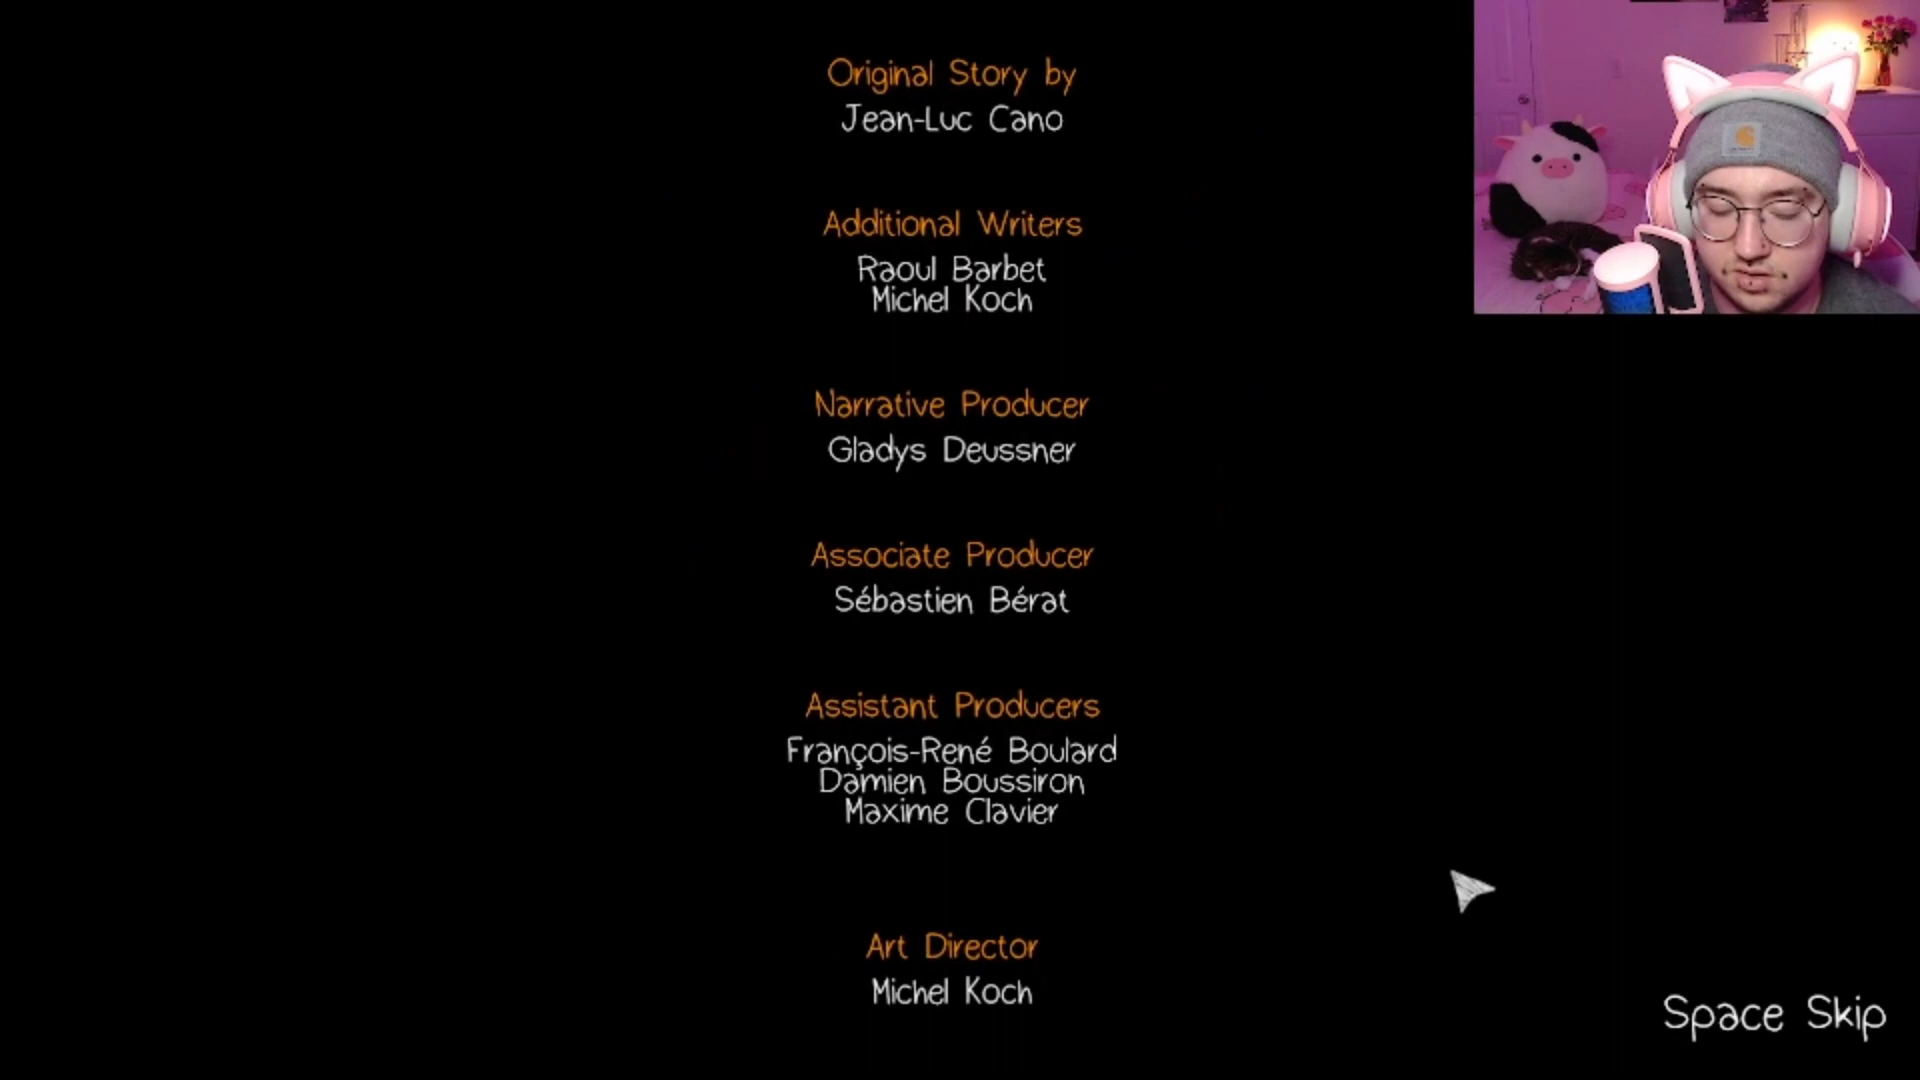 Original Story by
Jean-Luc Cano
Additional Writers
Raoul Barbet
Michel Koch
Narrative Producer
Gladys Deussner
Associate Producer
Sébastien Bérat
Assistant Producers
François-René Boulard
Damien Boussiron
Maxime Clavier
Art Director
Michel Koch
Space Skip